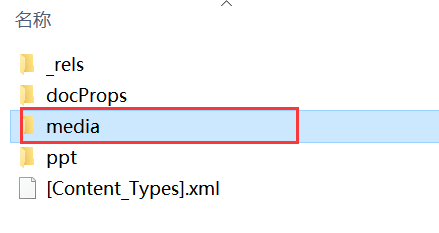 名称
_rels
docProps
media
ppt
[Content_Types].xml